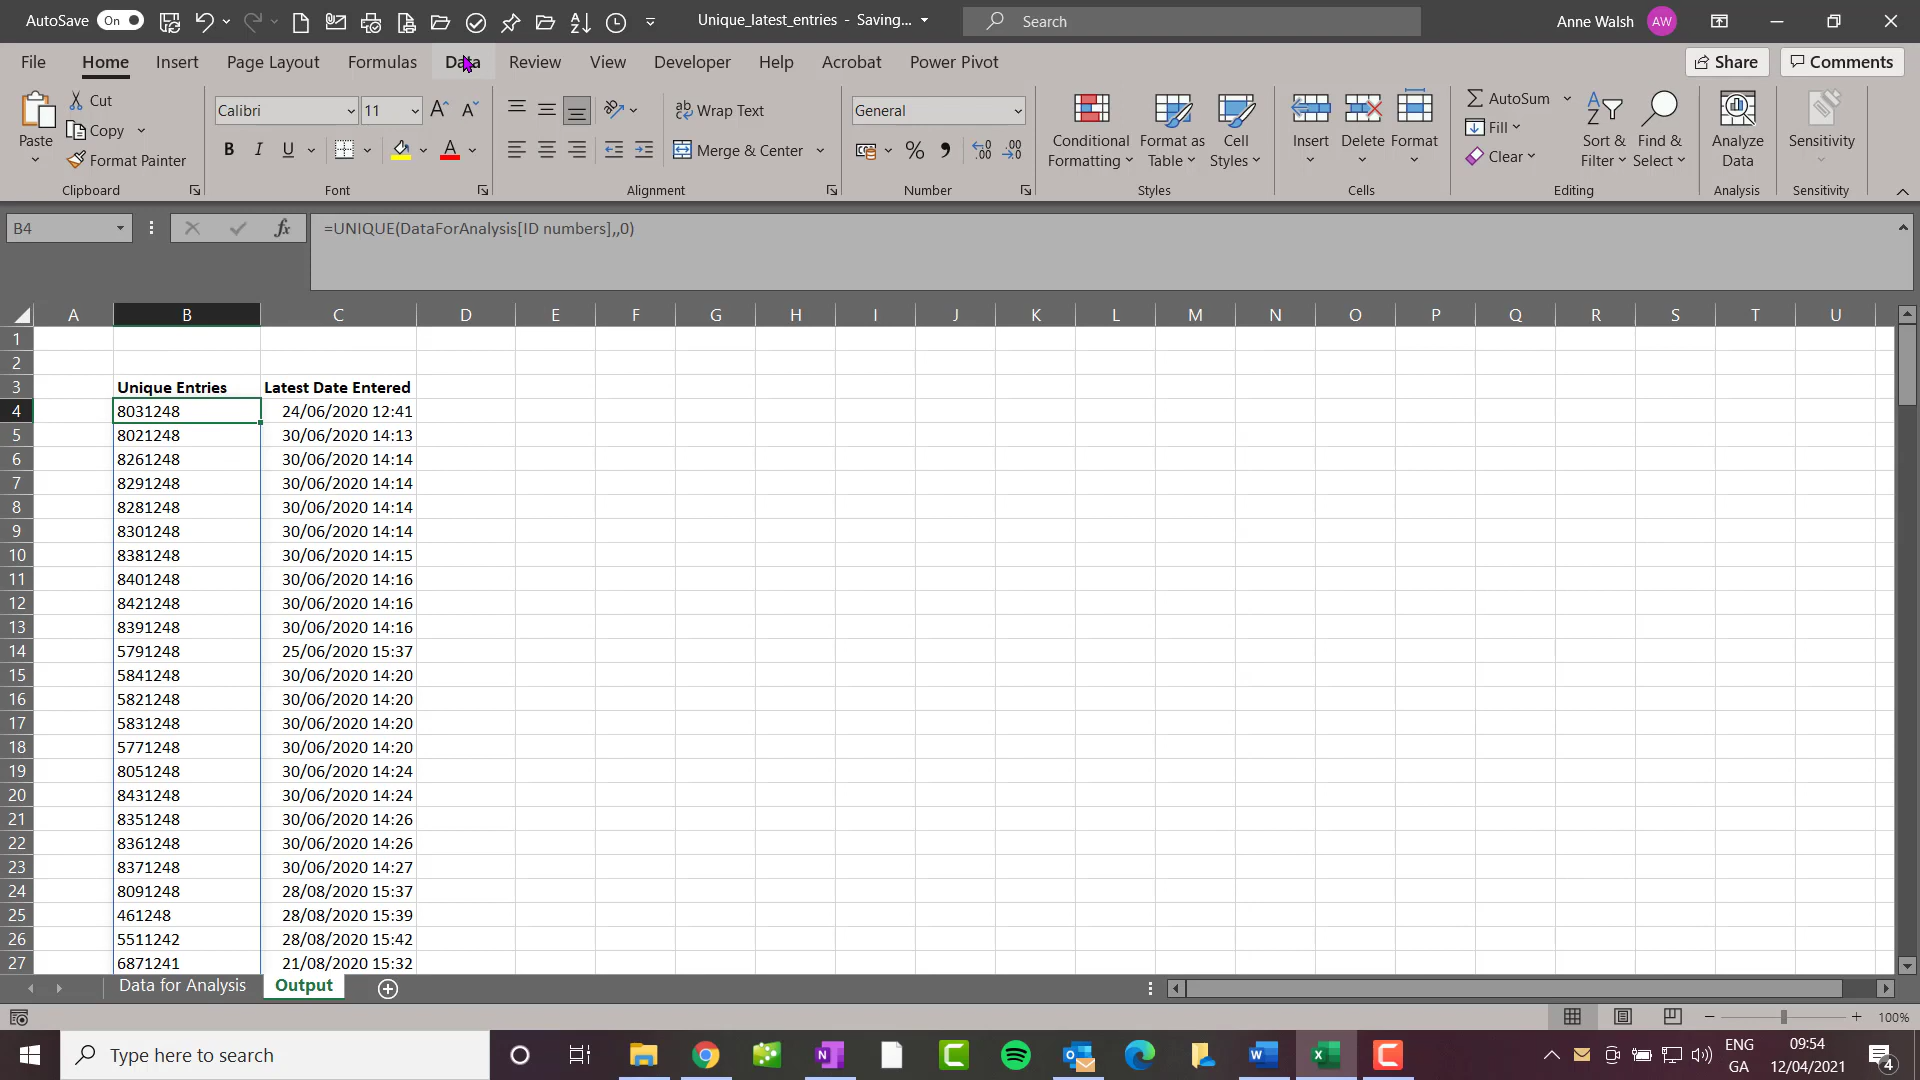 AutoSave On Unique_latest_entries - Saving... Search Anne Walsh AW
File Home Insert Page Layout Formulas Data Review View Developer Help Acrobat Power Pivot Share Comments
Paste Cut Copy Format Painter Clipboard
Calibri 11 B I U A Font
ab Wrap Text Merge & Center Alignment
General % Number
Conditional Formatting Format as Table Cell Styles Styles
Insert Delete Format Cells
AutoSum Fill Clear Sort & Filter Find & Select Editing
Analyze Data Analysis
Sensitivity Sensitivity
B4 fx =UNIQUE(DataForAnalysis[ID numbers],,0)
A B C D E F G H I J K L M N O P Q R S T U
1
2
3 Unique Entries Latest Date Entered
4 8031248 24/06/2020 12:41
5 8021248 30/06/2020 14:13
6 8261248 30/06/2020 14:14
7 8291248 30/06/2020 14:14
8 8281248 30/06/2020 14:14
9 8301248 30/06/2020 14:14
10 8381248 30/06/2020 14:15
11 8401248 30/06/2020 14:16
12 8421248 30/06/2020 14:16
13 8391248 30/06/2020 14:16
14 5791248 25/06/2020 15:37
15 5841248 30/06/2020 14:20
16 5821248 30/06/2020 14:20
17 5831248 30/06/2020 14:20
18 5771248 30/06/2020 14:20
19 8051248 30/06/2020 14:24
20 8431248 30/06/2020 14:24
21 8351248 30/06/2020 14:26
22 8361248 30/06/2020 14:26
23 8371248 30/06/2020 14:27
24 8091248 28/08/2020 15:37
25 461248 28/08/2020 15:39
26 5511242 28/08/2020 15:42
27 6871241 21/08/2020 15:32
Data for Analysis Output
100%
Type here to search ENG 09:54
GA 12/04/2021 4